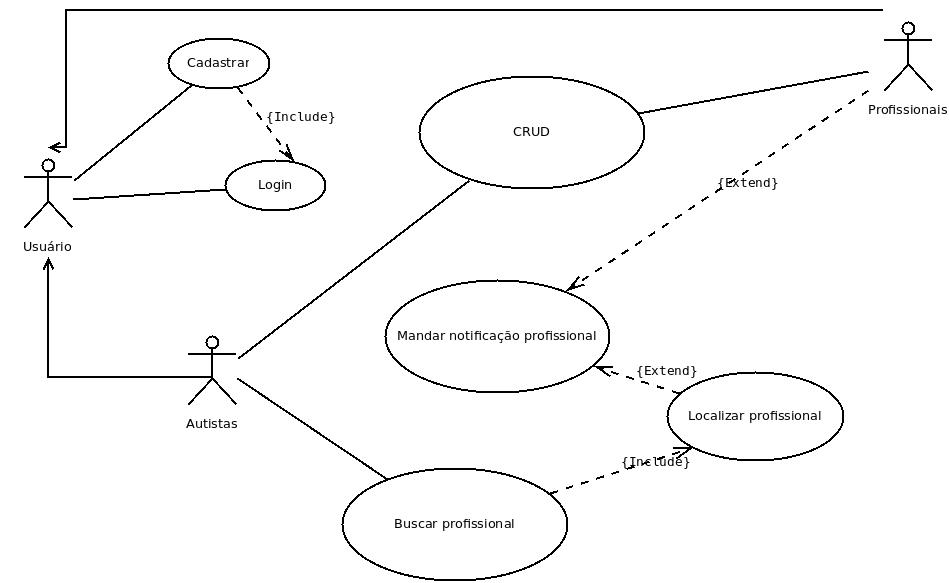 Cadastrar
{Include}
Login
Usuário
CRUD
Profissionais
{Extend}
Mandar notificação profissional
{Extend}
Localizar profissional
Autistas
{Include}
Buscar profissional